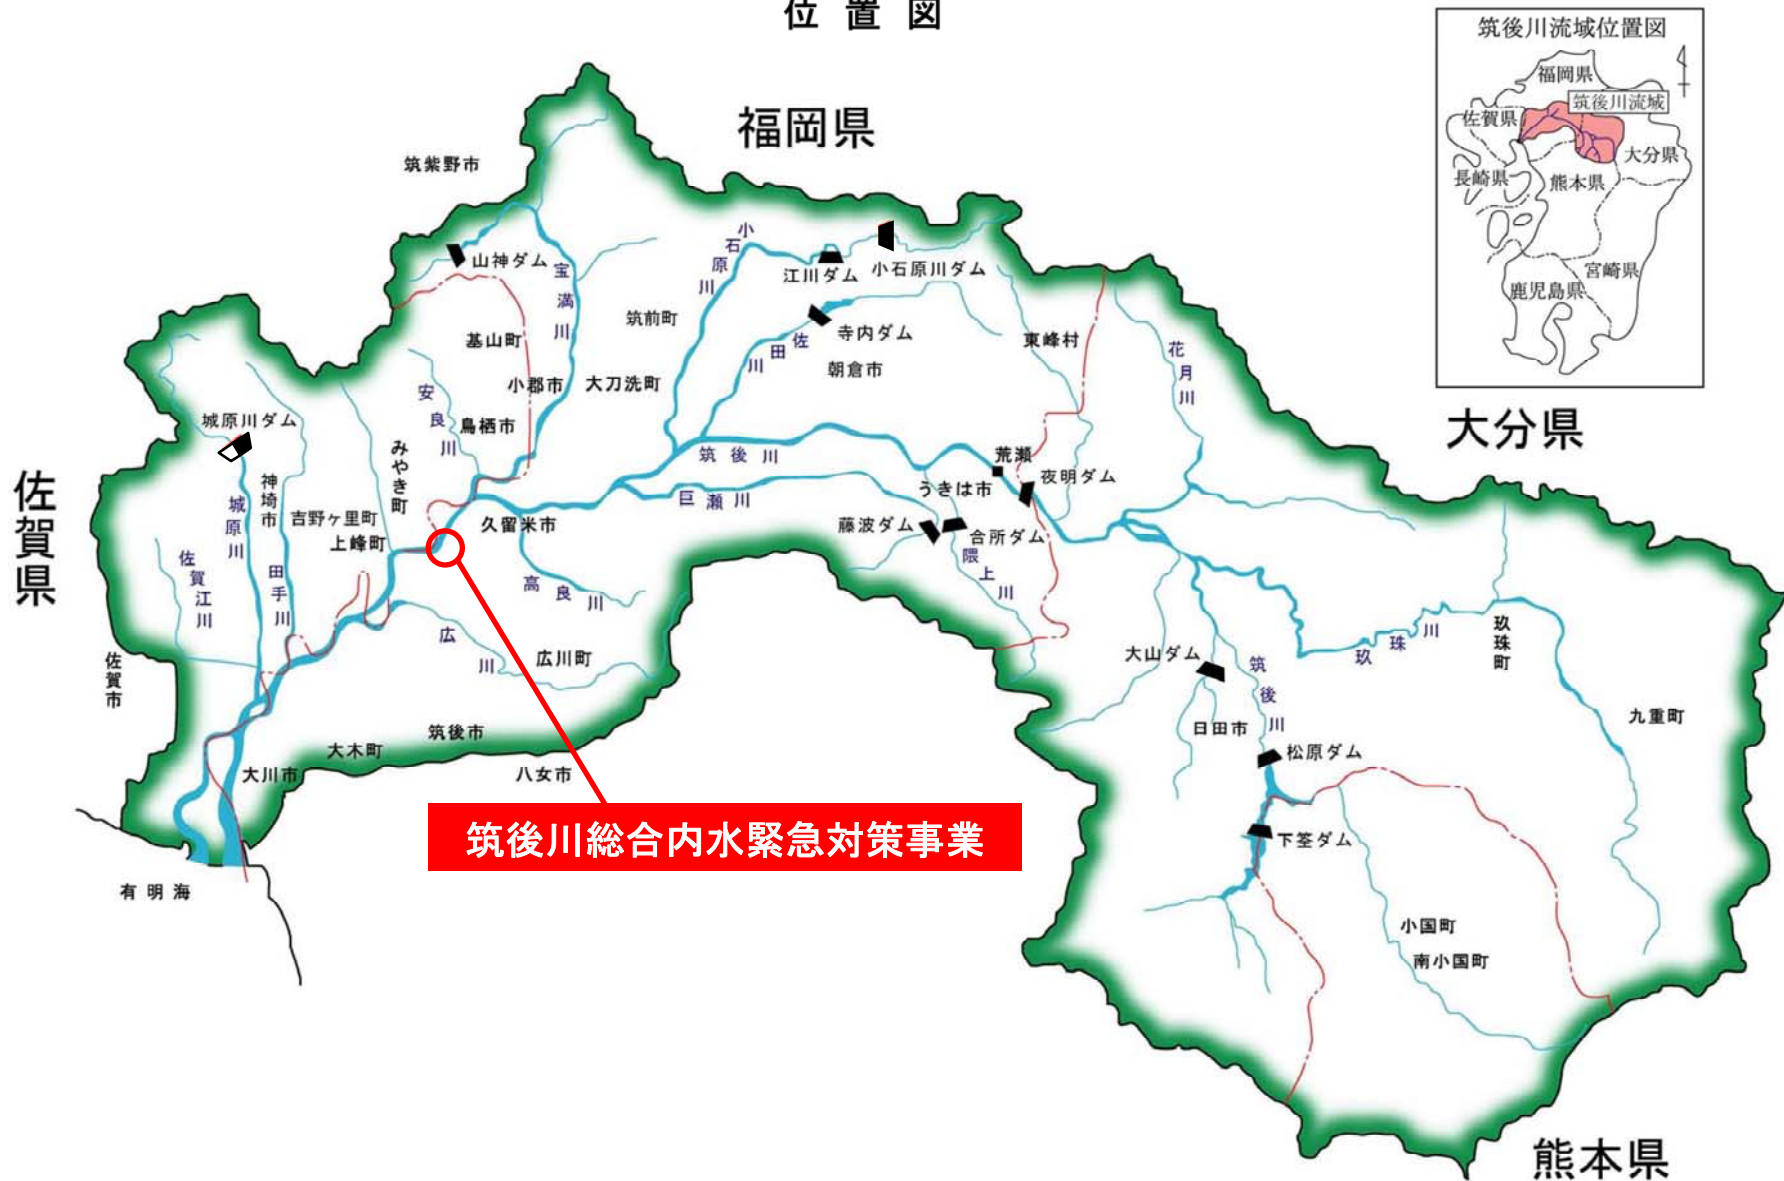 位置図
筑後川流域位置図
福岡県
筑後川流域
佐賀県
大分県
長崎県
熊本県
宮崎県
鹿児島県
福岡県
筑紫野市
山神ダム
宝満川
小石原川
江川ダム
小石原川ダム
筑前町
基山町
寺内ダム
佐田川
東峰村
花月川
朝倉市
小郡市
大刀洗町
安良川
鳥栖市
城原川ダム
みやき町
大分県
筑後川
荒瀬
夜明ダム
うきは市
巨瀬川
佐賀県
神埼市
城原川
吉野ヶ里町
上峰町
久留米市
藤波ダム
合所ダム
隈上川
佐賀江川
田手川
高良川
広川
広川町
玖珠川
玖珠町
大山ダム
筑後川
佐賀市
日田市
九重町
筑後市
大木町
松原ダム
大川市
八女市
筑後川総合内水緊急対策事業
下筌ダム
有明海
小国町
南小国町
熊本県